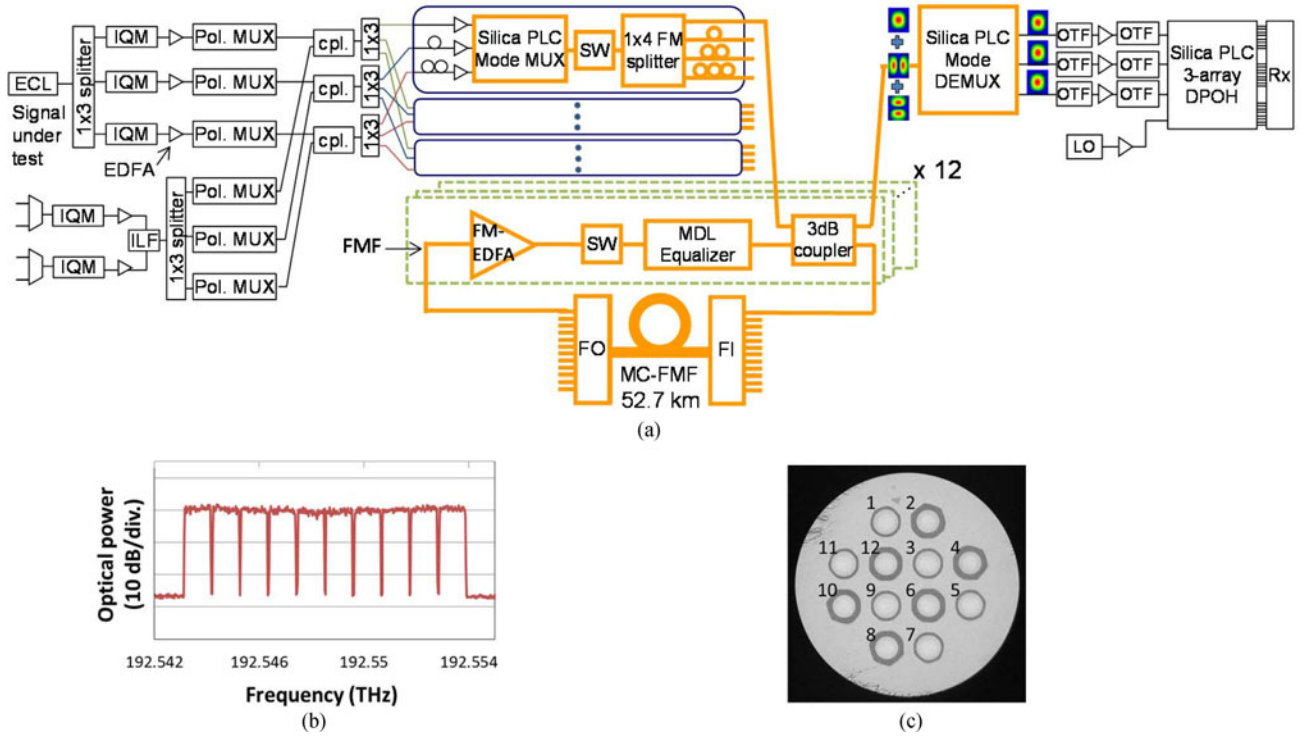 ECL
Signal
under
test
1x3 splitter
IQM
Pol. MUX
IQM
Pol. MUX
IQM
Pol. MUX
EDFA
IQM
IQM
ILF
1x3 splitter
Pol. MUX
Pol. MUX
Pol. MUX
cpl.
cpl.
cpl.
1x3
1x3
1x3
Silica PLC
Mode MUX
SW
1x4 FM
splitter
x 12
FMF
FM-
EDFA
SW
MDL
Equalizer
3dB
coupler
FO
FI
MC-FMF
52.7 km
Silica PLC
Mode
DEMUX
OTF
OTF
OTF
OTF
OTF
OTF
LO
Silica PLC
3-array
DPOH
Rx
(a)
Optical power
(10 dB/div.)
192.542
192.546
192.55
192.554
Frequency (THz)
(b)
1
2
11
12
3
4
10
9
6
5
8
7
(c)